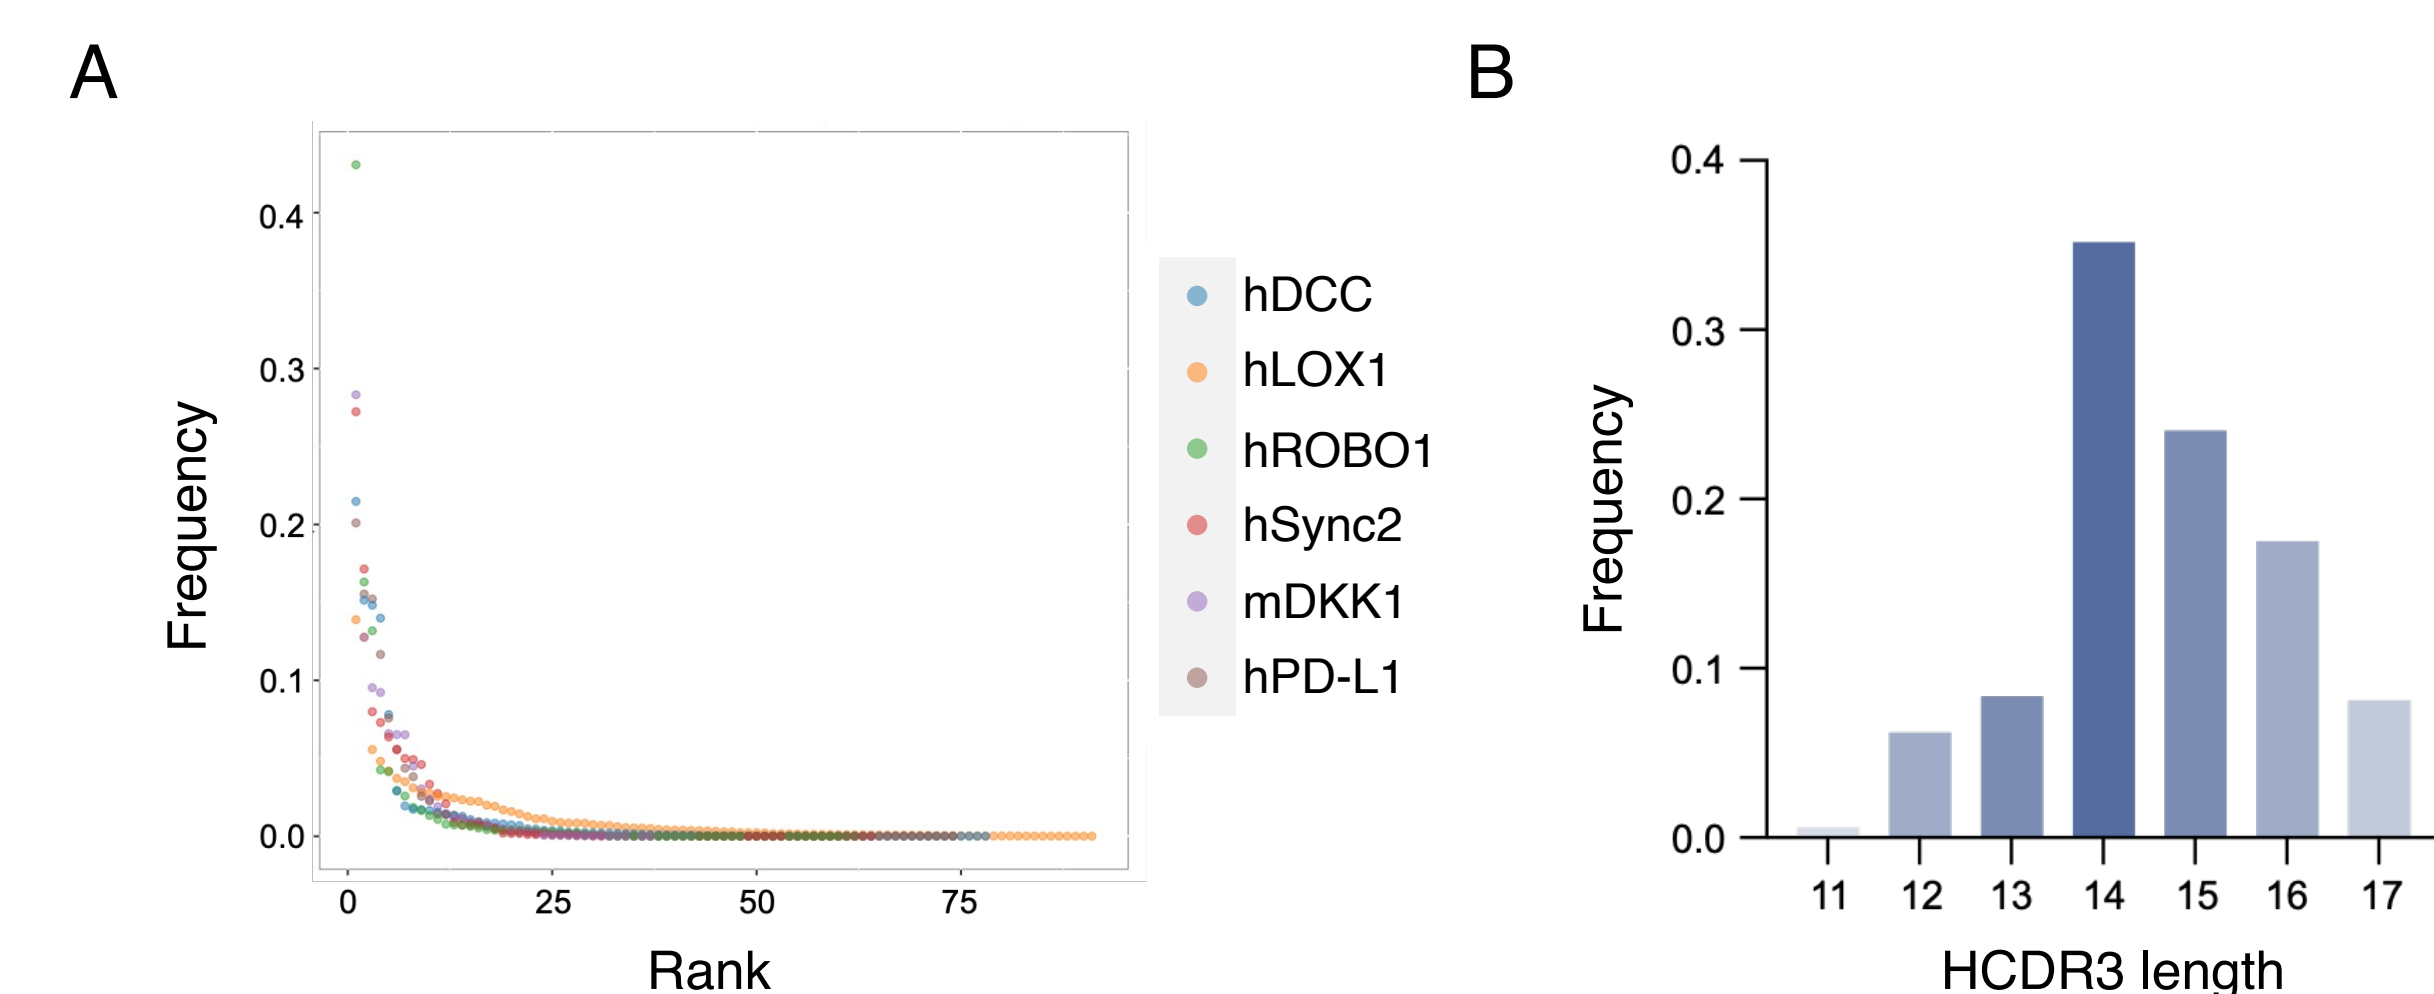 A
B
Frequency
0.4
0.3
0.2
0.1
0.0
0 25 50 75
Rank
hDCC
hLOX1
hROBO1
hSync2
mDKK1
hPD-L1
Frequency
0.4
0.3
0.2
0.1
0.0
11 12 13 14 15 16 17
HCDR3 length